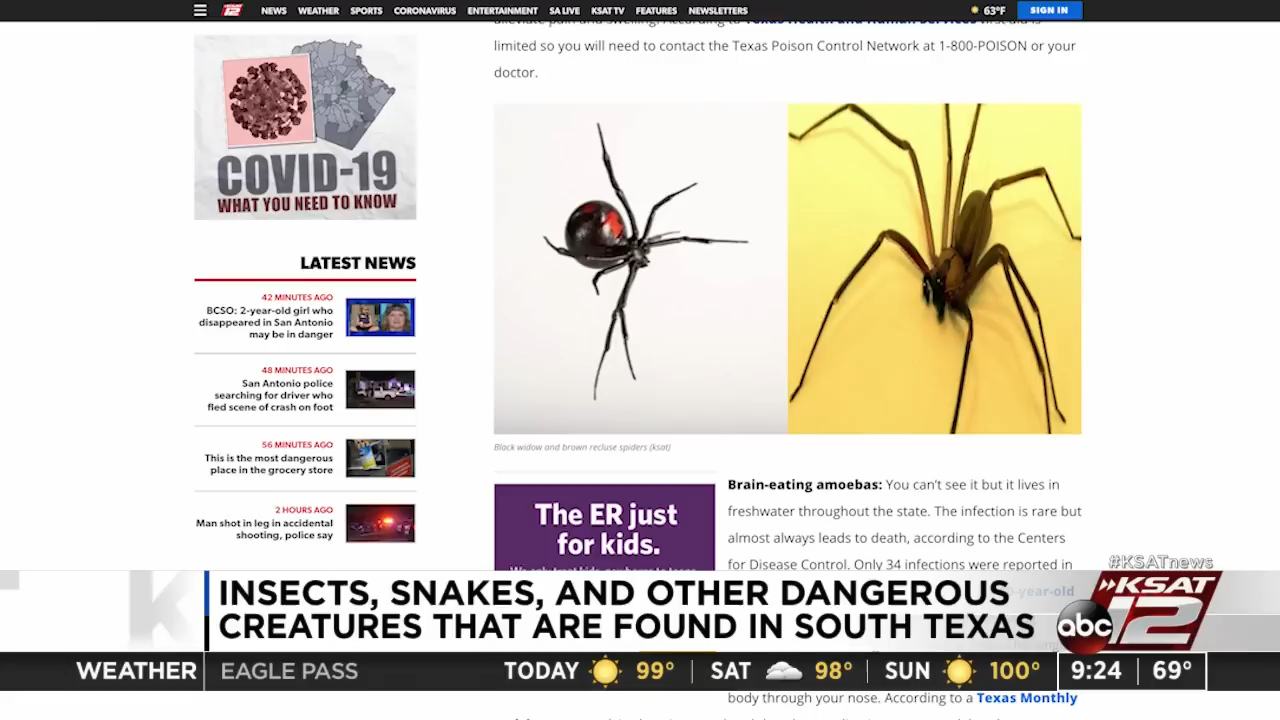 12
NEWS WEATHER SPORTS CORONAVIRUS ENTERTAINMENT SA LIVE KSAT TV FEATURES NEWSLETTERS
63°F
SIGN IN
limited so you will need to contact the Texas Poison Control Network at 1-800-POISON or your
doctor.
COVID-19
WHAT YOU NEED TO KNOW
LATEST NEWS
42 MINUTES AGO
BCSO: 2-year-old girl who
disappeared in San Antonio
may be in danger
48 MINUTES AGO
San Antonio police
searching for driver who
fled scene of crash on foot
56 MINUTES AGO
This is the most dangerous
place in the grocery store
2 HOURS AGO
Man shot in leg in accidental
shooting, police say
Black widow and brown recluse spiders (ksat)
The ER just
for kids.
Brain-eating amoebas: You can't see it but it lives in
freshwater throughout the state. The infection is rare but
almost always leads to death, according to the Centers
for Disease Control. Only 34 infections were reported in
-year-old
#KSATnews
KSAT
12
abc
INSECTS, SNAKES, AND OTHER DANGEROUS
CREATURES THAT ARE FOUND IN SOUTH TEXAS
WEATHER EAGLE PASS TODAY 99° SAT 98° SUN 100° 9:24 69°
body through your nose. According to a Texas Monthly